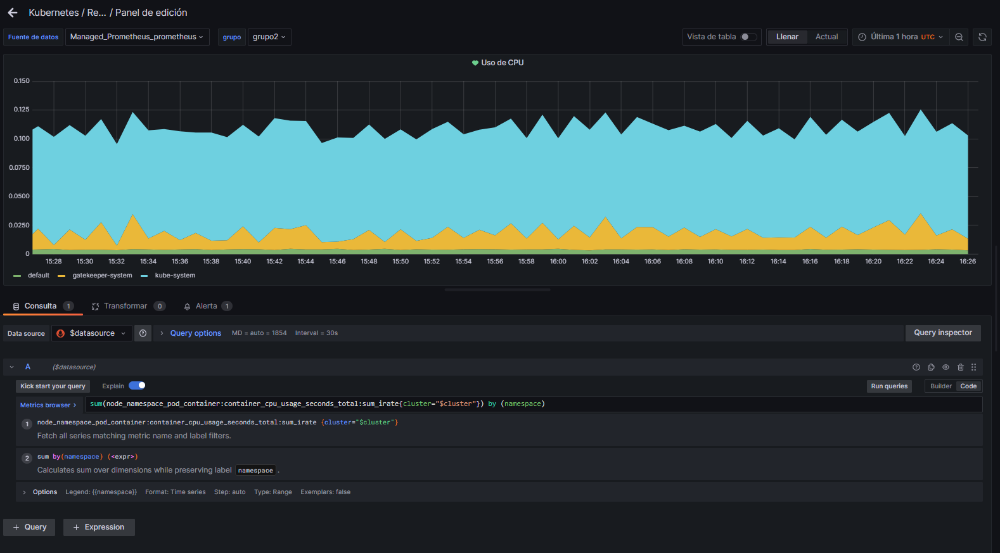 Kubernetes / Re... / Panel de edición
Fuente de datos Managed_Prometheus_prometheus grupo grupo2 Vista de tabla Llenar Actual Última 1 hora UTC
Uso de CPU
0.150
0.125
0.100
0.0750
0.0500
0.0250
0
15:28 15:30 15:32 15:34 15:36 15:38 15:40 15:42 15:44 15:46 15:48 15:50 15:52 15:54 15:56 15:58 16:00 16:02 16:04 16:06 16:08 16:10 16:12 16:14 16:16 16:18 16:20 16:22 16:24 16:26
default gatekeeper-system kube-system
Consulta 1 Transformar 0 Alerta 1
Data source $datasource Query options MD = auto = 1854 Interval = 30s Query inspector
A ($datasource)
Kick start your query Explain Run queries Builder Code
Metrics browser > sum(node_namespace_pod_container:container_cpu_usage_seconds_total:sum_irate{cluster="$cluster"}) by (namespace)
1 node_namespace_pod_container:container_cpu_usage_seconds_total:sum_irate {cluster="$cluster"}
Fetch all series matching metric name and label filters.
2 sum by(namespace) (<expr>)
Calculates sum over dimensions while preserving label namespace .
Options Legend: {{namespace}} Format: Time series Step: auto Type: Range Exemplars: false
+ Query + Expression